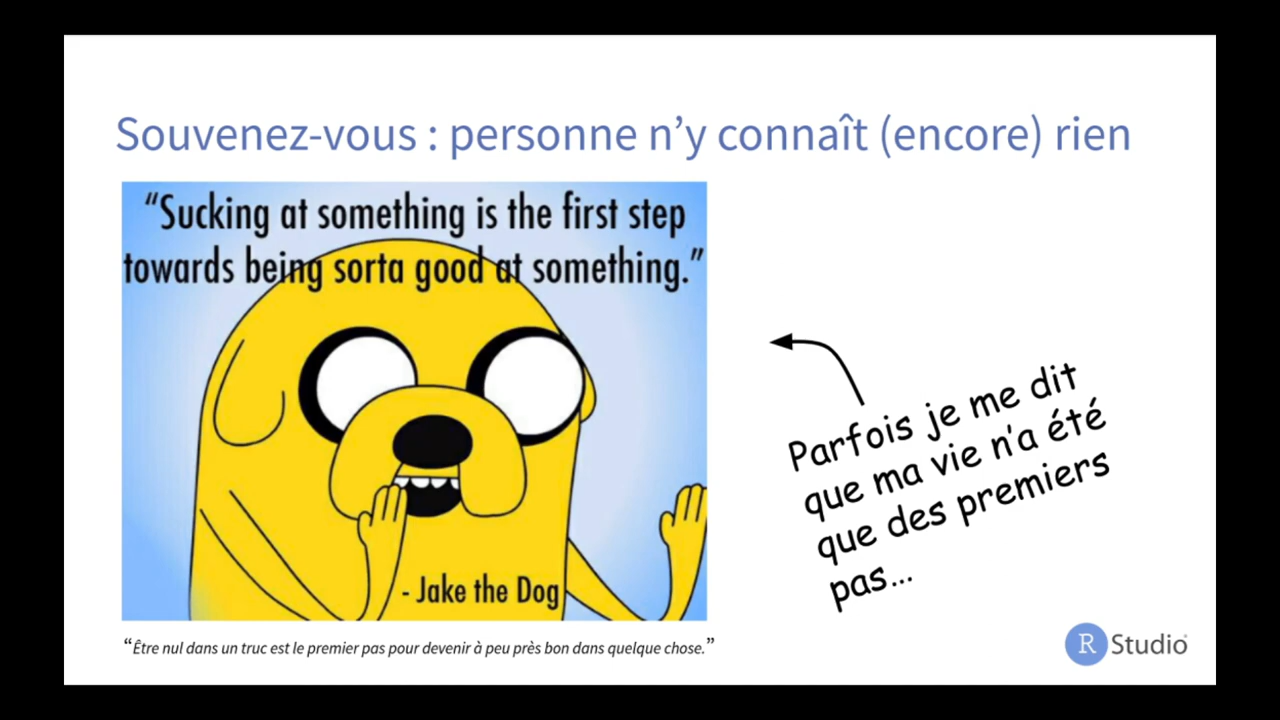 Souvenez-vous : personne n’y connaît (encore) rien
“Sucking at something is the first step
towards being sorta good at something.”
- Jake the Dog
“Être nul dans un truc est le premier pas pour devenir à peu près bon dans quelque chose.”
Parfois je me dit
que ma vie n'a été
que des premiers
pas...
R Studio